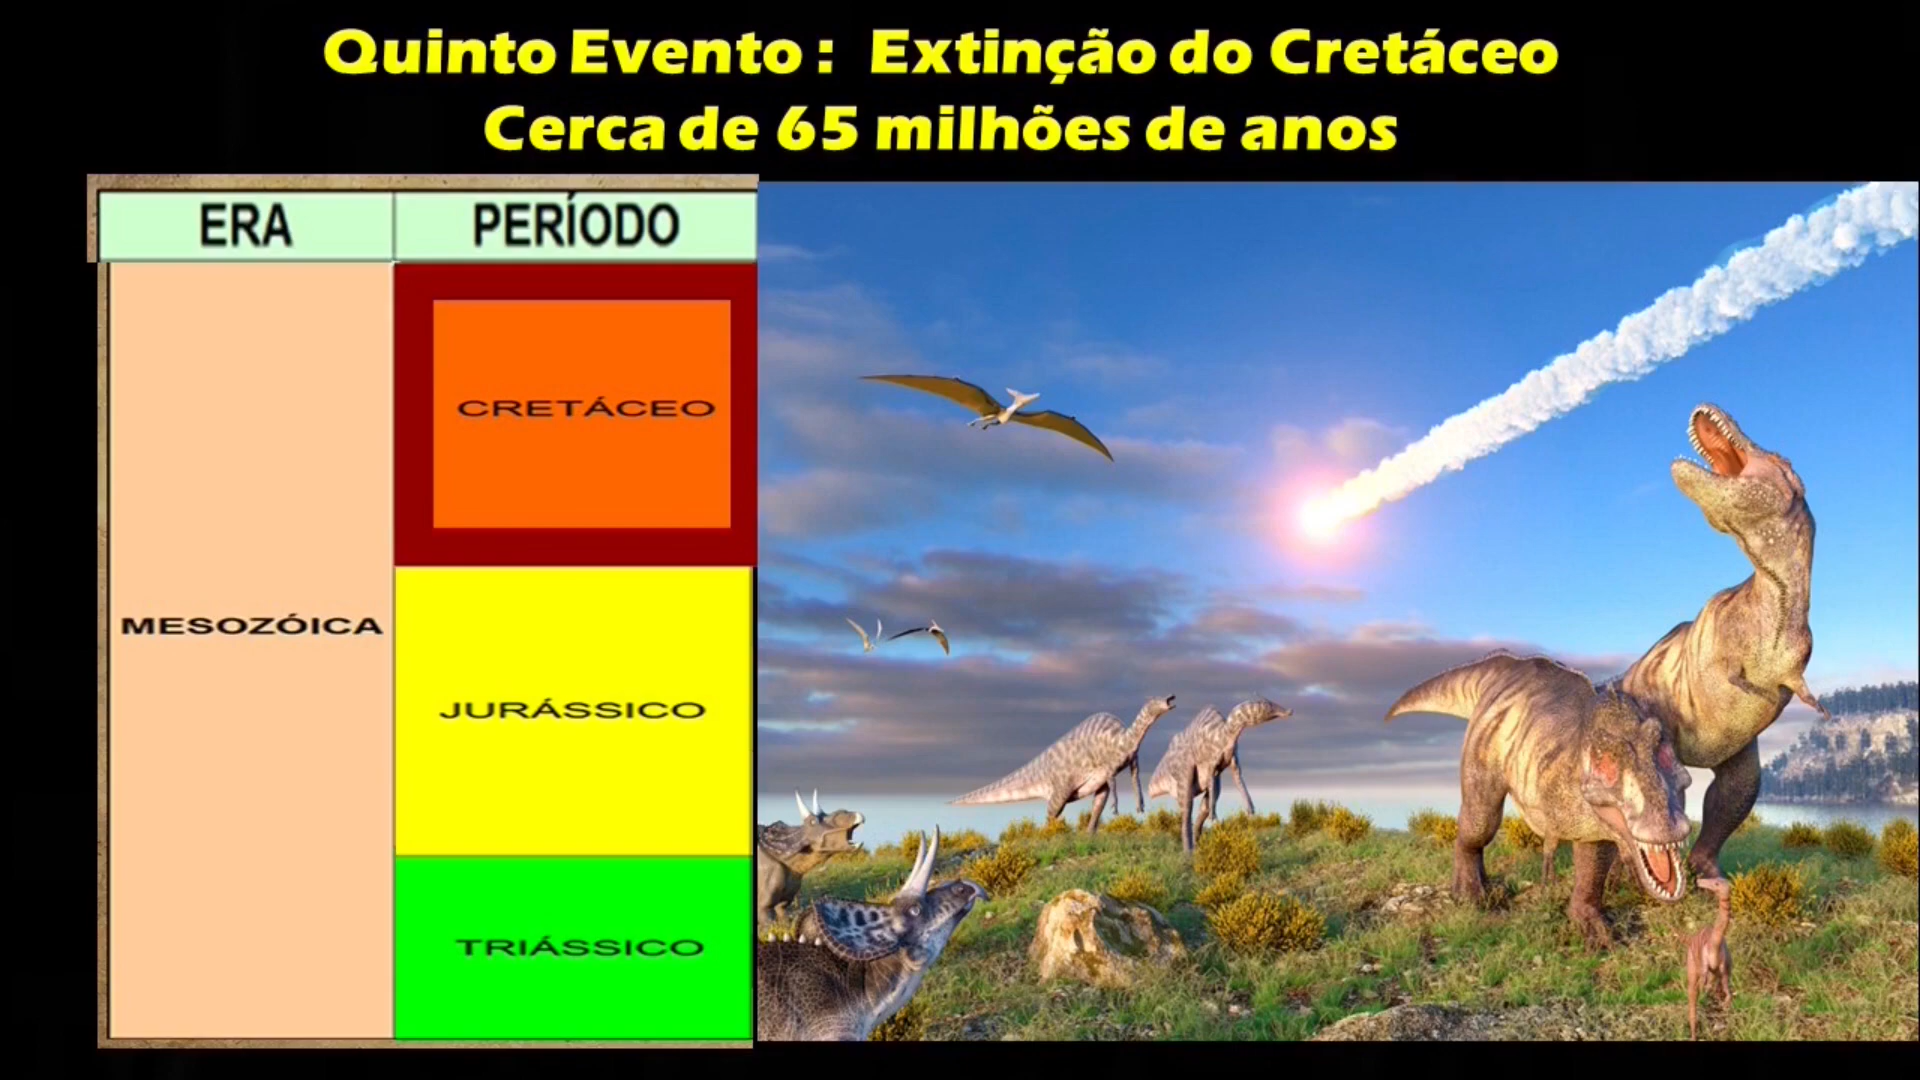 Quinto Evento : Extinção do Cretáceo
Cerca de 65 milhões de anos
ERA
PERÍODO
CRETÁCEO
MESOZÓICA
JURÁSSICO
TRIÁSSICO